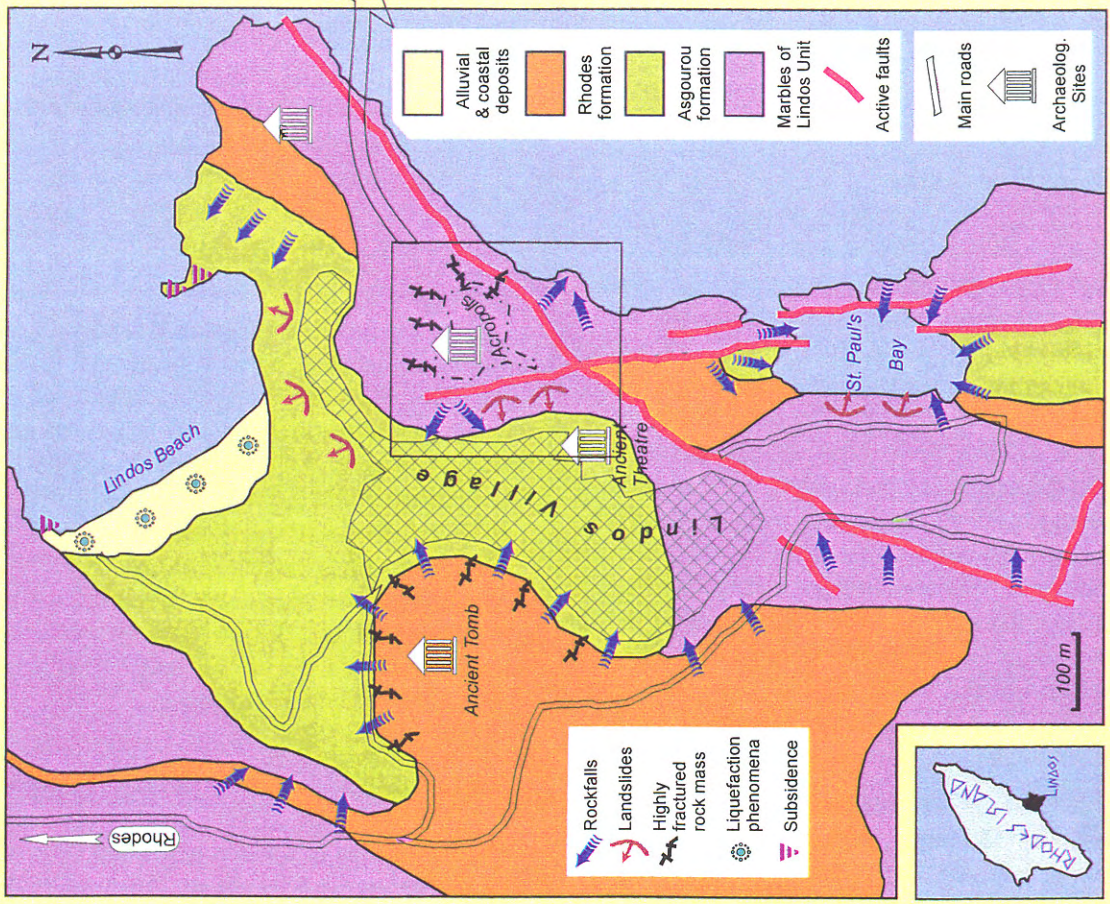 N
Lindos Beach
Acropolis
Lindos Village
Ancient
Theatre
Ancient Tomb
St. Paul's
Bay
Rhodes
100 m
Alluvial
& coastal
deposits
Rhodes
formation
Asgourou
formation
Marbles of
Lindos Unit
Active faults
Main roads
Archaeolog.
Sites
Rockfalls
Landslides
Highly
fractured
rock mass
Liquefaction
phenomena
Subsidence
RHODES ISLAND
LINDOS